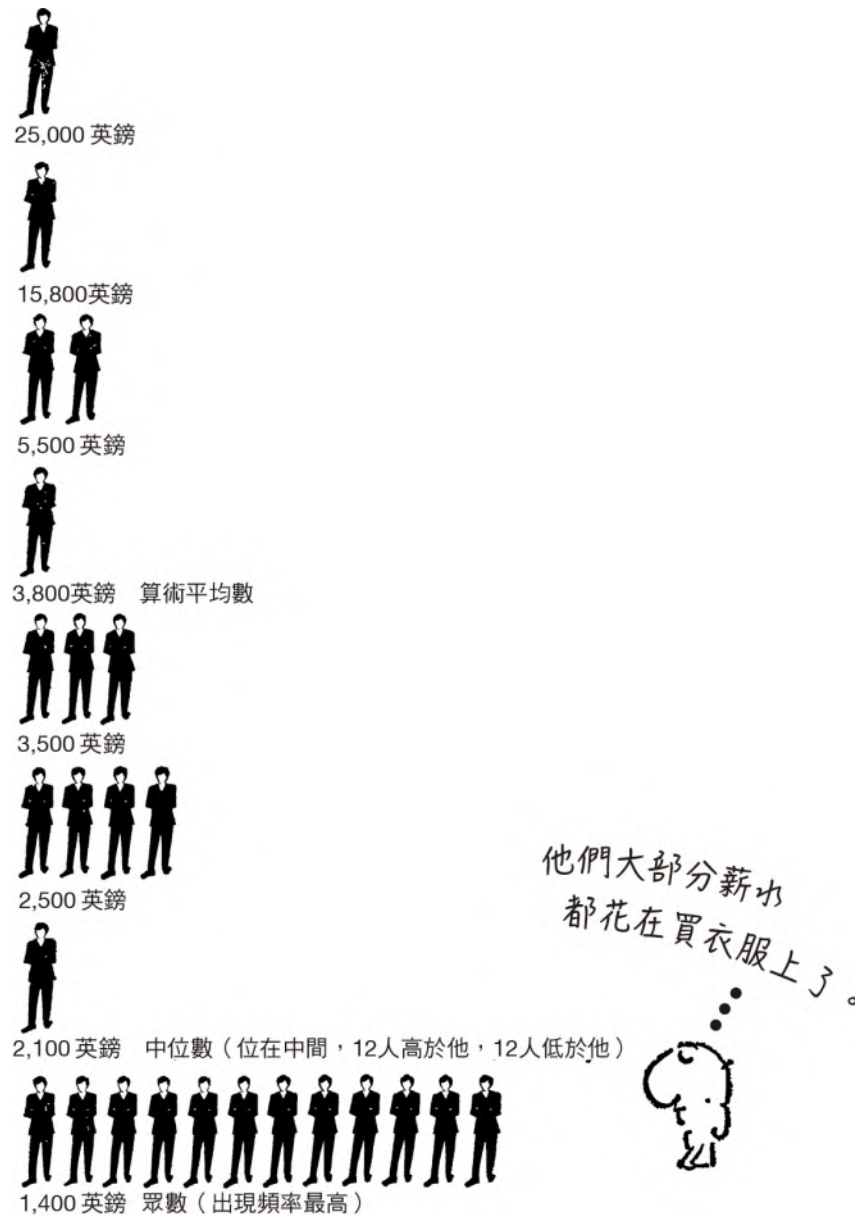 25,000 英鎊
15,800英鎊
5,500 英鎊
3,800英鎊 算術平均數
3,500 英鎊
2,500 英鎊
他們大部分薪水
都花在買衣服上了。
2,100 英鎊 中位數（位在中間，12人高於他，12人低於他）
1,400 英鎊 眾數（出現頻率最高）